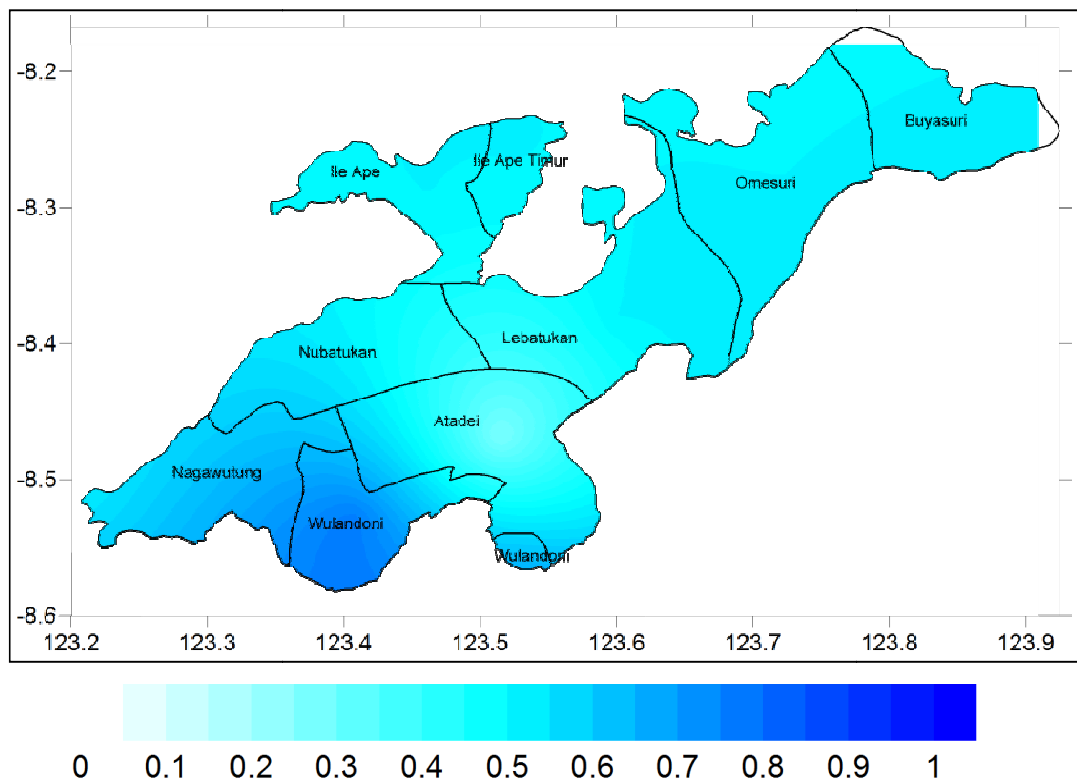 -8.2
Buyasuri
Ile Ape Timur
Ile Ape
Omesuri
-8.3
Lebatukan
-8.4
Nubatukan
Atadei
Nagawutung
-8.5
Wulandoni
Wulandoni
-8.6
123.2 123.3 123.4 123.5 123.6 123.7 123.8 123.9
0 0.1 0.2 0.3 0.4 0.5 0.6 0.7 0.8 0.9 1